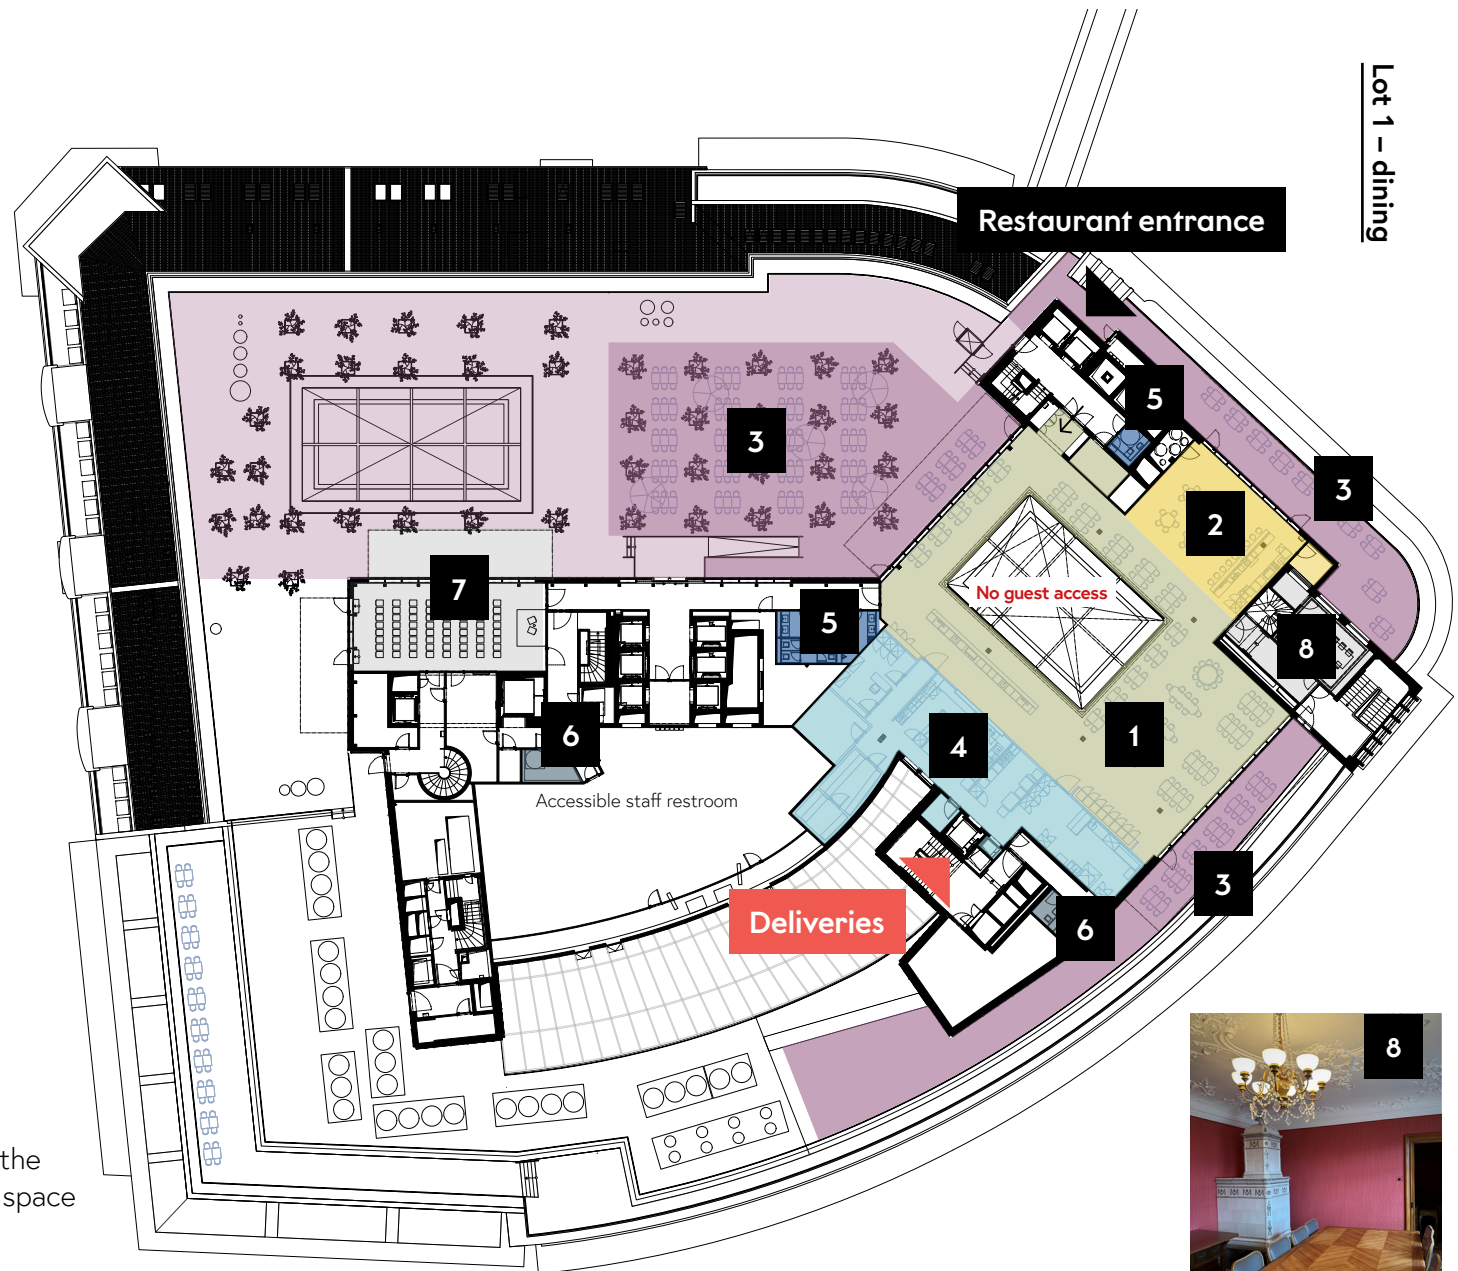 Lot 1 – dining
Restaurant entrance
5
3
3
2
No guest access
7
5
8
6
4
1
Accessible staff restroom
3
Deliveries
6
8
the
space